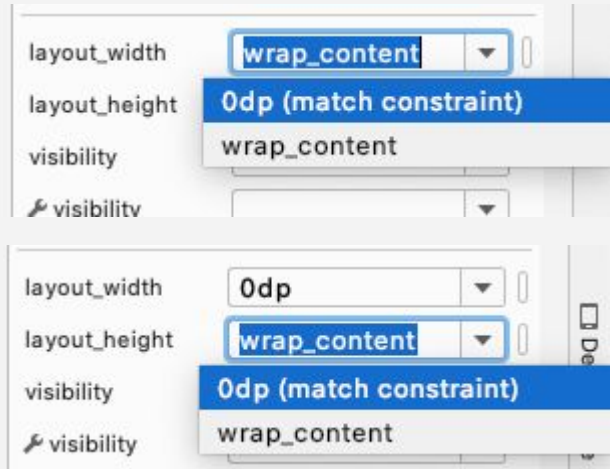 layout_width wrap_content
layout_height 0dp (match constraint)
wrap_content
visibility
visibility
layout_width 0dp
layout_height wrap_content
De
visibility 0dp (match constraint)
wrap_content
visibility